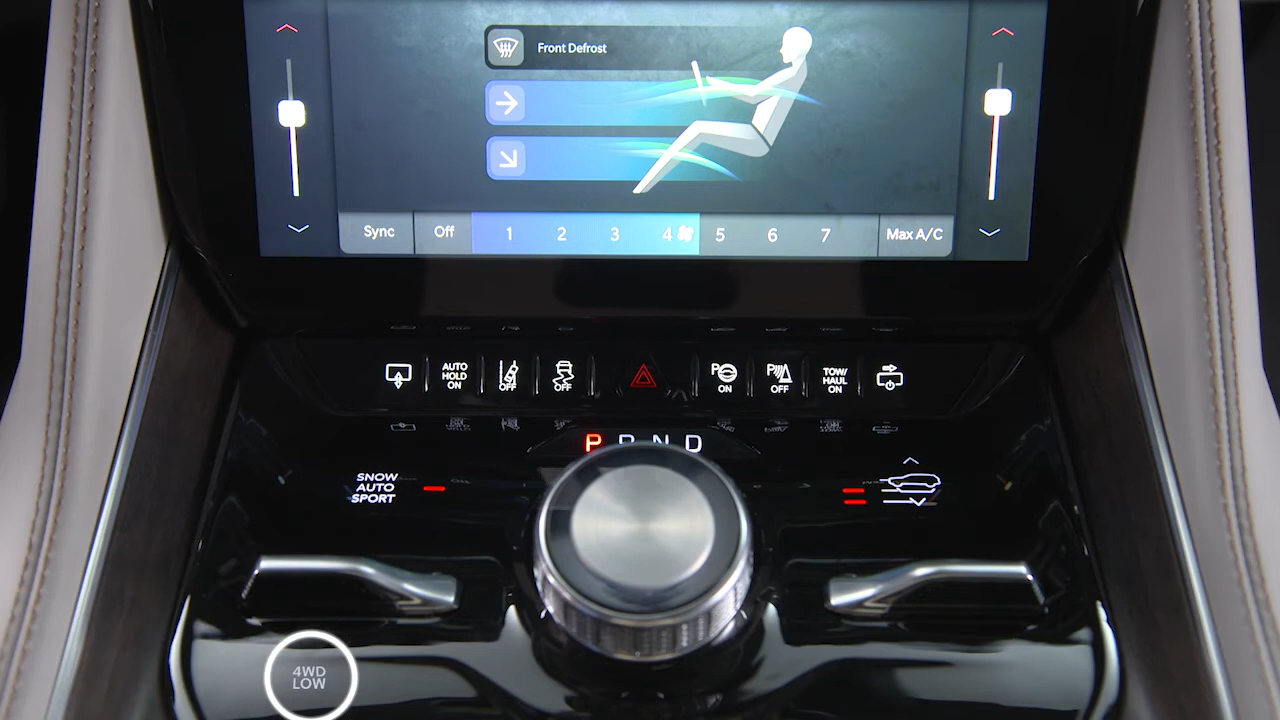 Front Defrost
Sync Off 1 2 3 4 5 6 7 Max A/C
AUTO
HOLD
ON
OFF
OFF
P
ON
P
OFF
TOW/
HAUL
ON
P R N D
SNOW
AUTO
SPORT
4WD
LOW